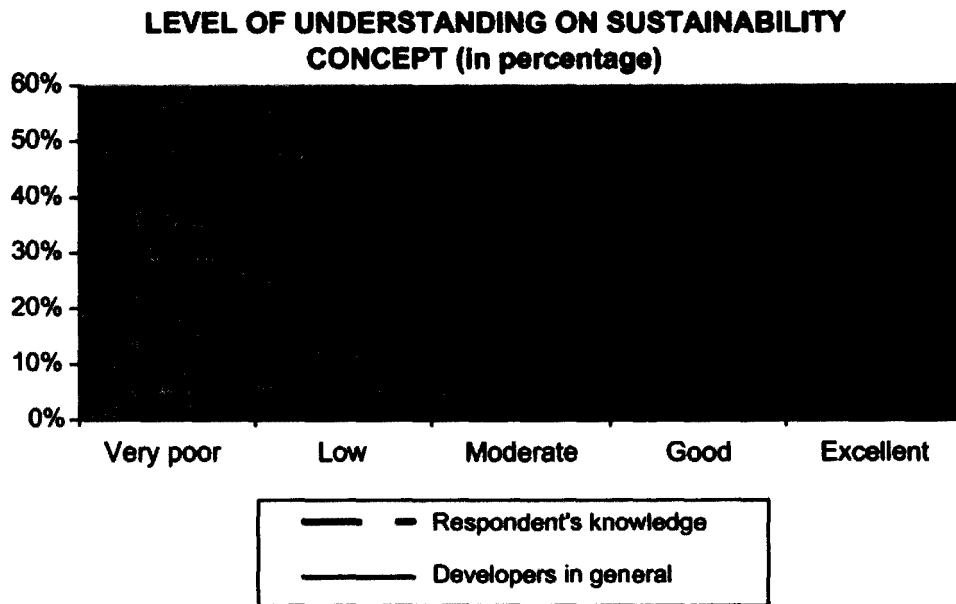 LEVEL OF UNDERSTANDING ON SUSTAINABILITY
CONCEPT (in percentage)
60%
50%
40%
30%
20%
10%
0%
Very poor Low Moderate Good Excellent
Respondent's knowledge
Developers in general